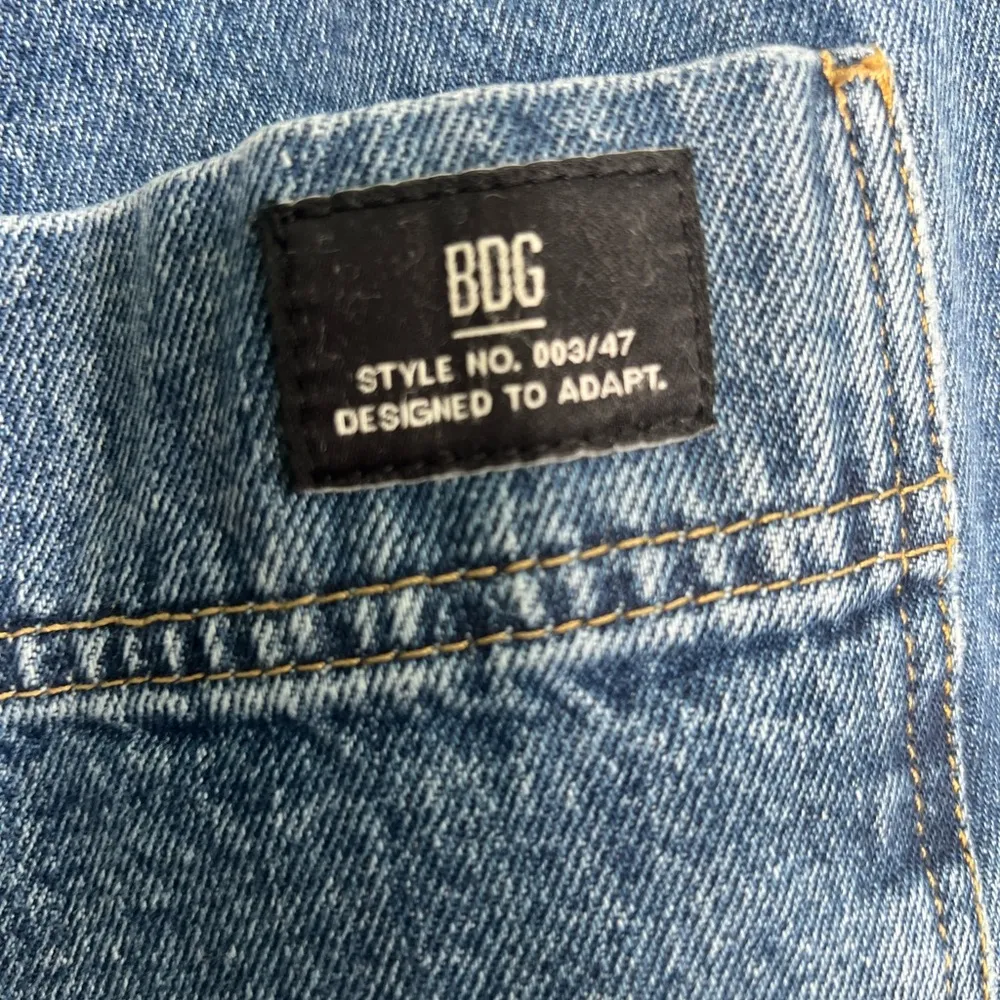 BDG
STYLE NO. 003/47
DESIGNED TO ADAPT.